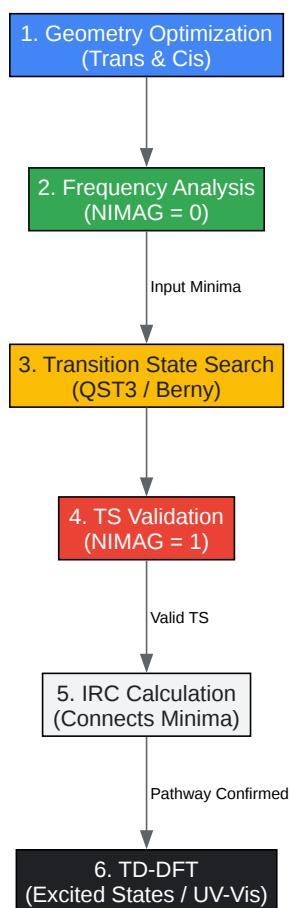 1. Geometry Optimization
(Trans & Cis)
2. Frequency Analysis
(NIMAG = 0)
Input Minima
3. Transition State Search
(QST3 / Berny)
4. TS Validation
(NIMAG = 1)
Valid TS
5. IRC Calculation
(Connects Minima)
Pathway Confirmed
6. TD-DFT
(Excited States / UV-Vis)